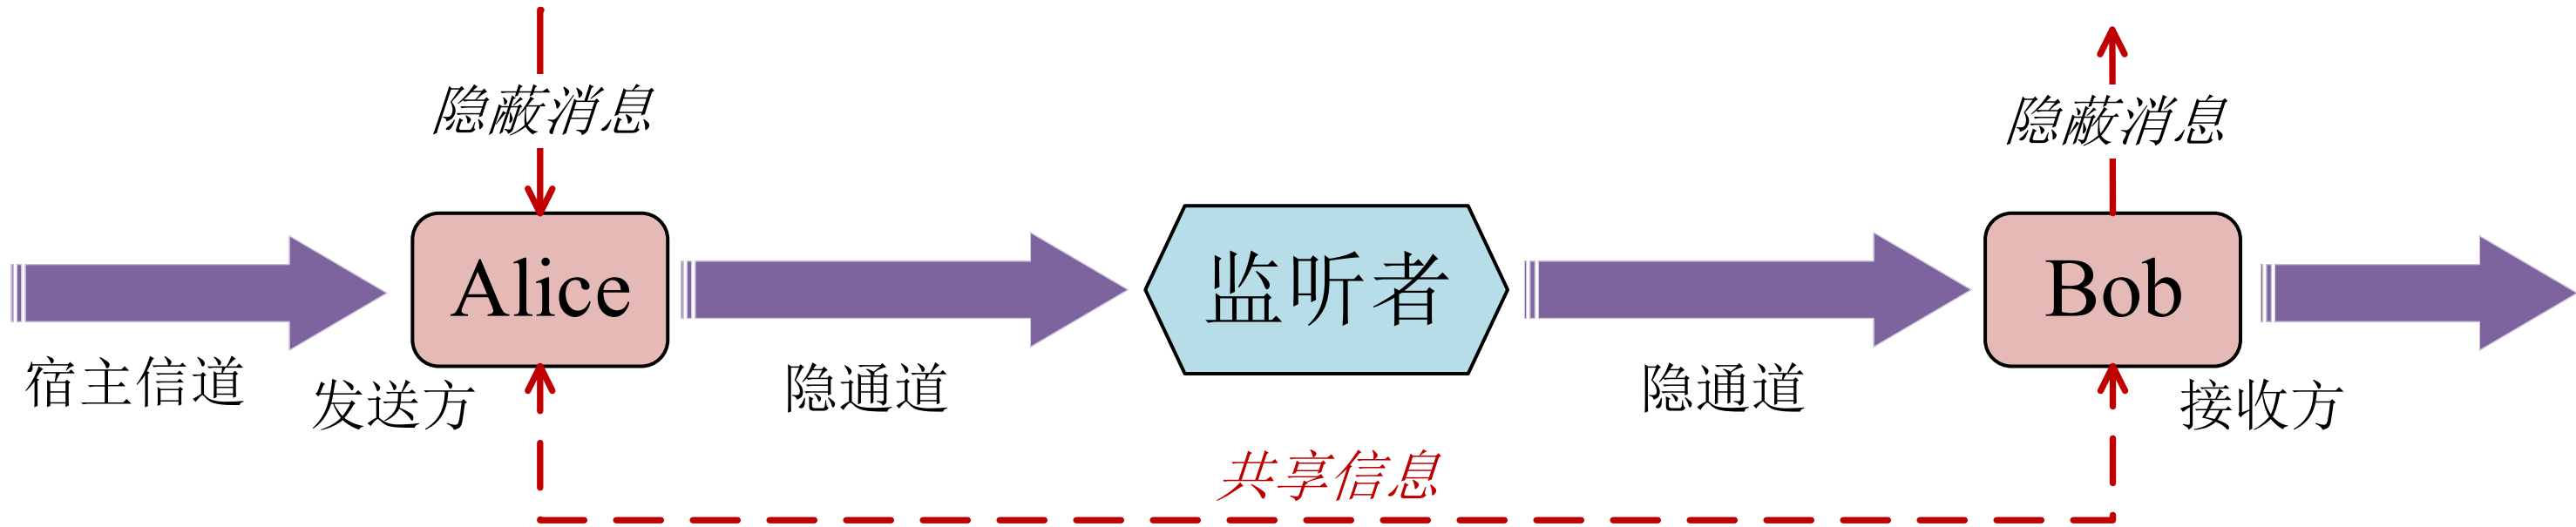 隐蔽消息
隐蔽消息
Alice
监听者
Bob
宿主信道
发送方
隐通道
隐通道
接收方
共享信息